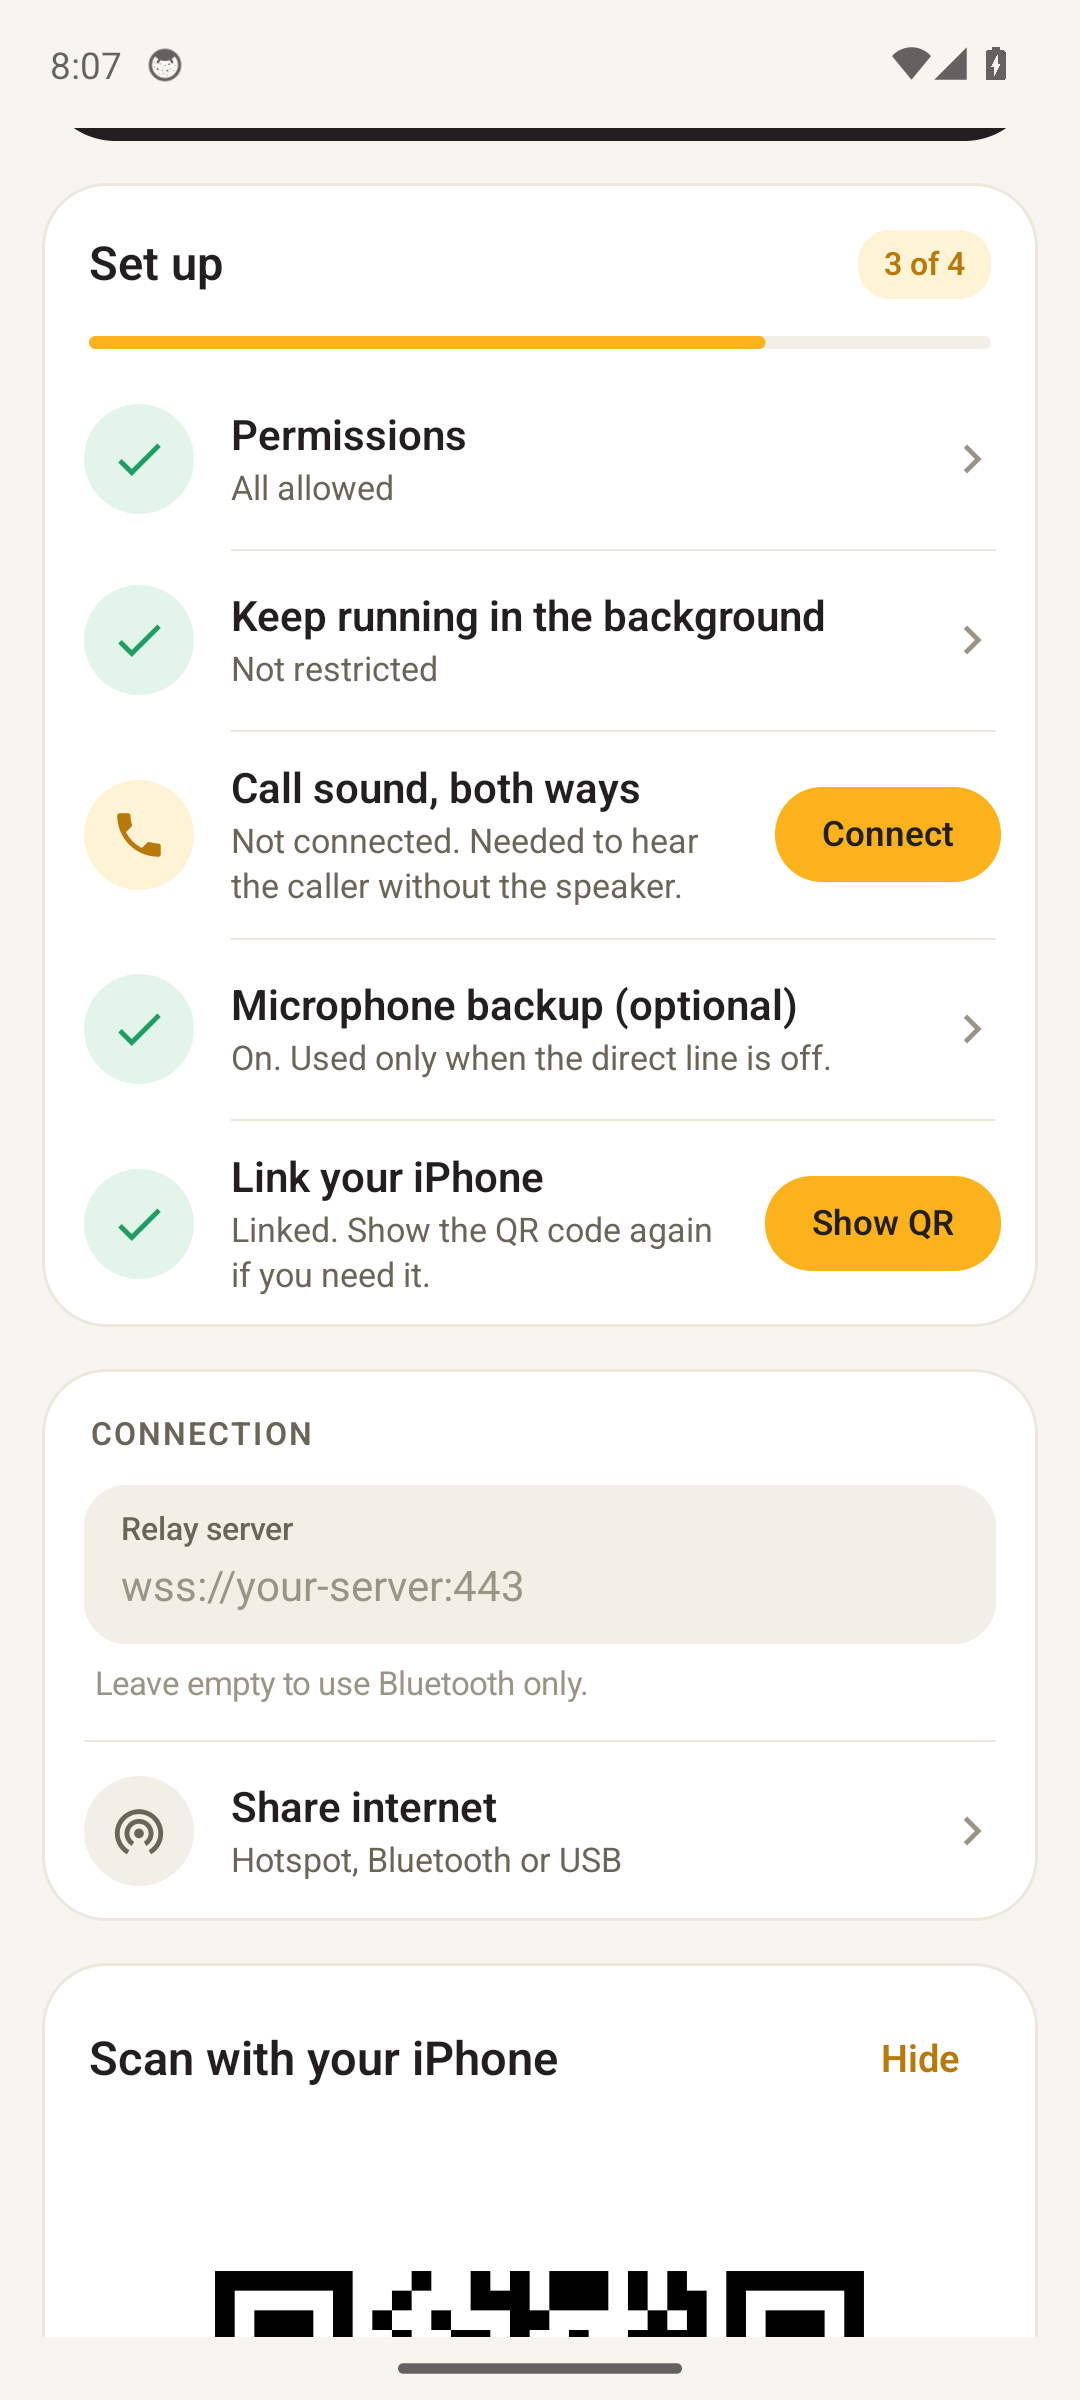 8:07
Set up
3 of 4
Permissions
All allowed
Keep running in the background
Not restricted
Call sound, both ways
Not connected. Needed to hear
the caller without the speaker.
Connect
Microphone backup (optional)
On. Used only when the direct line is off.
Link your iPhone
Linked. Show the QR code again
if you need it.
Show QR
CONNECTION
Relay server
wss://your-server:443
Leave empty to use Bluetooth only.
Share internet
Hotspot, Bluetooth or USB
Scan with your iPhone
Hide